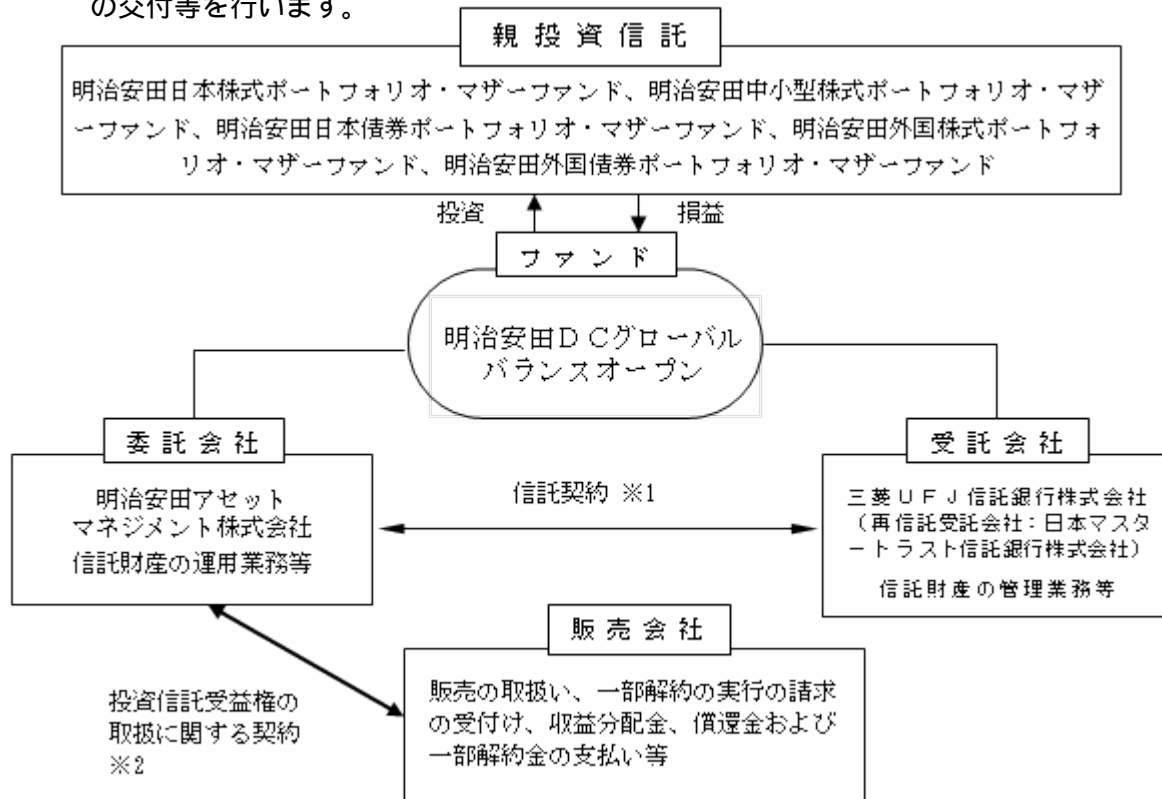 の交付等を行います。
親投資信託
明治安田日本株式ポートフォリオ・マザーファンド、明治安田中小型株式ポートフォリオ・マザ
ーファンド、明治安田日本債券ポートフォリオ・マザーファンド、明治安田外国株式ポートフォ
リオ・マザーファンド、明治安田外国債券ポートフォリオ・マザーファンド
投資
損益
ファンド
明治安田ＤＣグローバル
バランスオープン
委託会社
明治安田アセット
マネジメント株式会社
信託財産の運用業務等
信託契約 ※1
受託会社
三菱ＵＦＪ信託銀行株式会社
（再信託受託会社：日本マスタ
ートラスト信託銀行株式会社）
信託財産の管理業務等
販売会社
販売の取扱い、一部解約の実行の請求
の受付け、収益分配金、償還金および
一部解約金の支払い等
投資信託受益権の
取扱に関する契約
※2